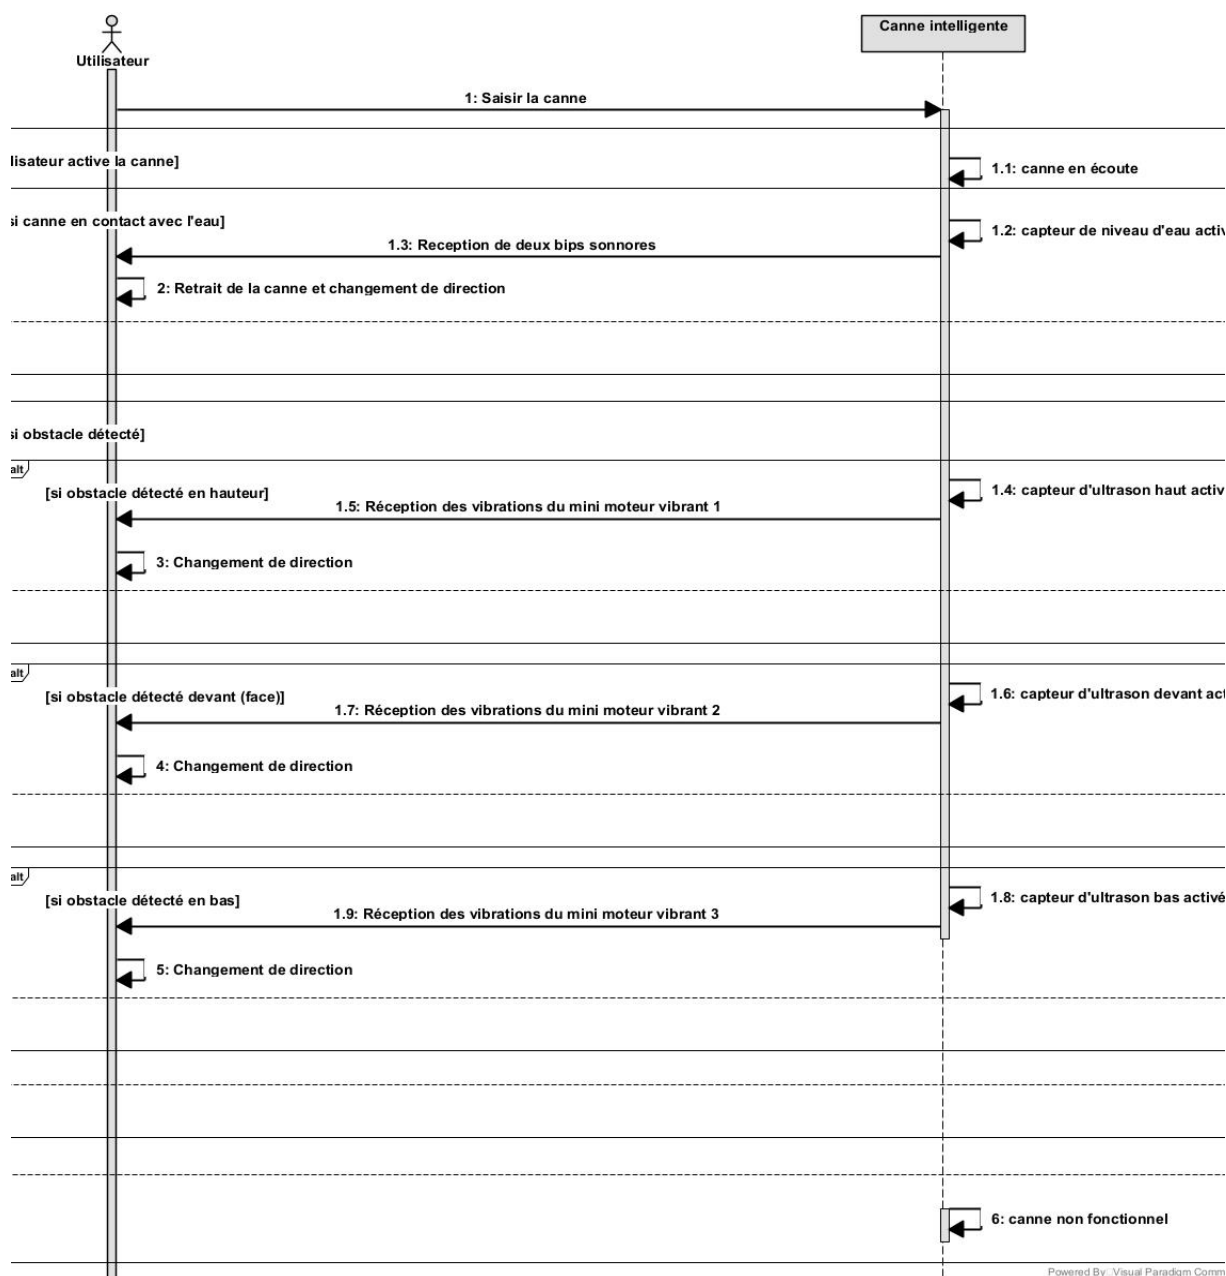 Canne intelligente
Utilisateur
1: Saisir la canne
lisateur active la canne]
1.1: canne en écoute
si canne en contact avec l'eau]
1.2: capteur de niveau d'eau activ
1.3: Reception de deux bips sonnores
2: Retrait de la canne et changement de direction
si obstacle détecté]
alt
[si obstacle détecté en hauteur]
1.4: capteur d'ultrason haut activ
1.5: Réception des vibrations du mini moteur vibrant 1
3: Changement de direction
alt
[si obstacle détecté devant (face)]
1.6: capteur d'ultrason devant act
1.7: Réception des vibrations du mini moteur vibrant 2
4: Changement de direction
alt
[si obstacle détecté en bas]
1.8: capteur d'ultrason bas activé
1.9: Réception des vibrations du mini moteur vibrant 3
5: Changement de direction
6: canne non fonctionnel
Powered By Visual Paradigm Comm